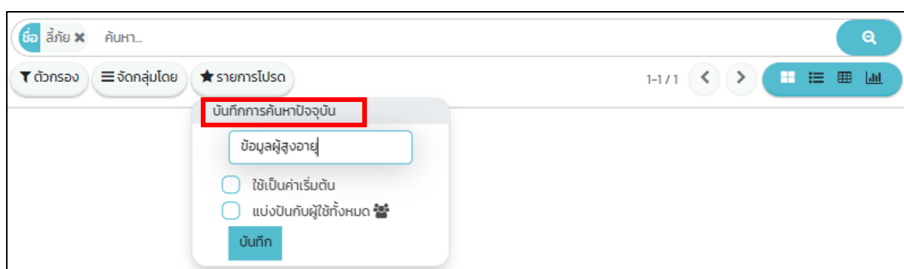 ชื่อ ลี้ภัย ✖ ค้นหา...
ตัวกรอง จัดกลุ่มโดย รายการโปรด 1-1 / 1
บันทึกการค้นหาปัจจุบัน
ข้อมูลผู้สูงอายุ
ใช้เป็นค่าเริ่มต้น
แบ่งปันกับผู้ใช้ทั้งหมด
บันทึก